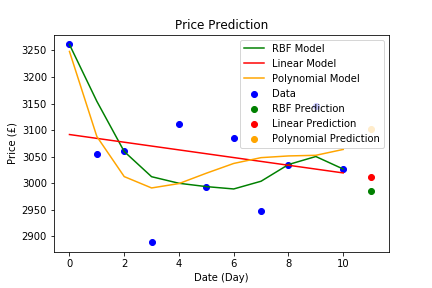 Price Prediction
RBF Model
Linear Model
Polynomial Model
Data
RBF Prediction
Linear Prediction
Polynomial Prediction
Price (£)
3250
3200
3150
3100
3050
3000
2950
2900
0 2 4 6 8 10
Date (Day)